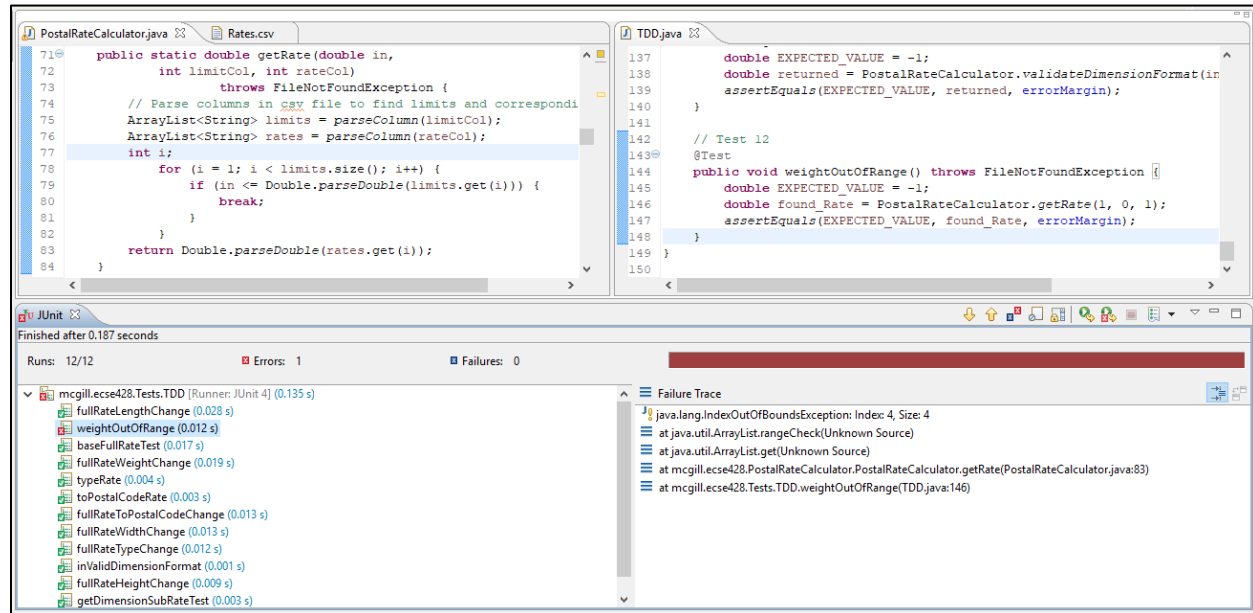 PostalRateCalculator.java
Rates.csv
71 public static double getRate(double in,
72 int limitCol, int rateCol)
73 throws FileNotFoundException {
74 // Parse columns in csv file to find limits and correspondi
75 ArrayList<String> limits = parseColumn(limitCol);
76 ArrayList<String> rates = parseColumn(rateCol);
77 int i;
78 for (i = 1; i < limits.size(); i++) {
79 if (in <= Double.parseDouble(limits.get(i))) {
80 break;
81 }
82 }
83 return Double.parseDouble(rates.get(i));
84 }
TDD.java
137 double EXPECTED_VALUE = -1;
138 double returned = PostalRateCalculator.validateDimensionFormat(in
139 assertEquals(EXPECTED_VALUE, returned, errorMargin);
140 }
141
142 // Test 12
143 @Test
144 public void weightOutOfRange() throws FileNotFoundException {
145 double EXPECTED_VALUE = -1;
146 double found_Rate = PostalRateCalculator.getRate(1, 0, 1);
147 assertEquals(EXPECTED_VALUE, found_Rate, errorMargin);
148 }
149 }
150
JUnit
Finished after 0.187 seconds
Runs: 12/12 Errors: 1 Failures: 0
mcgill.ecse428.Tests.TDD [Runner: JUnit 4] (0.135 s)
fullRateLengthChange (0.028 s)
weightOutOfRange (0.012 s)
baseFullRateTest (0.017 s)
fullRateWeightChange (0.019 s)
typeRate (0.004 s)
toPostalCodeRate (0.003 s)
fullRateToPostalCodeChange (0.013 s)
fullRateWidthChange (0.013 s)
fullRateTypeChange (0.012 s)
inValidDimensionFormat (0.001 s)
fullRateHeightChange (0.009 s)
getDimensionSubRateTest (0.003 s)
Failure Trace
java.lang.IndexOutOfBoundsException: Index: 4, Size: 4
at java.util.ArrayList.rangeCheck(Unknown Source)
at java.util.ArrayList.get(Unknown Source)
at mcgill.ecse428.PostalRateCalculator.PostalRateCalculator.getRate(PostalRateCalculator.java:83)
at mcgill.ecse428.Tests.TDD.weightOutOfRange(TDD.java:146)